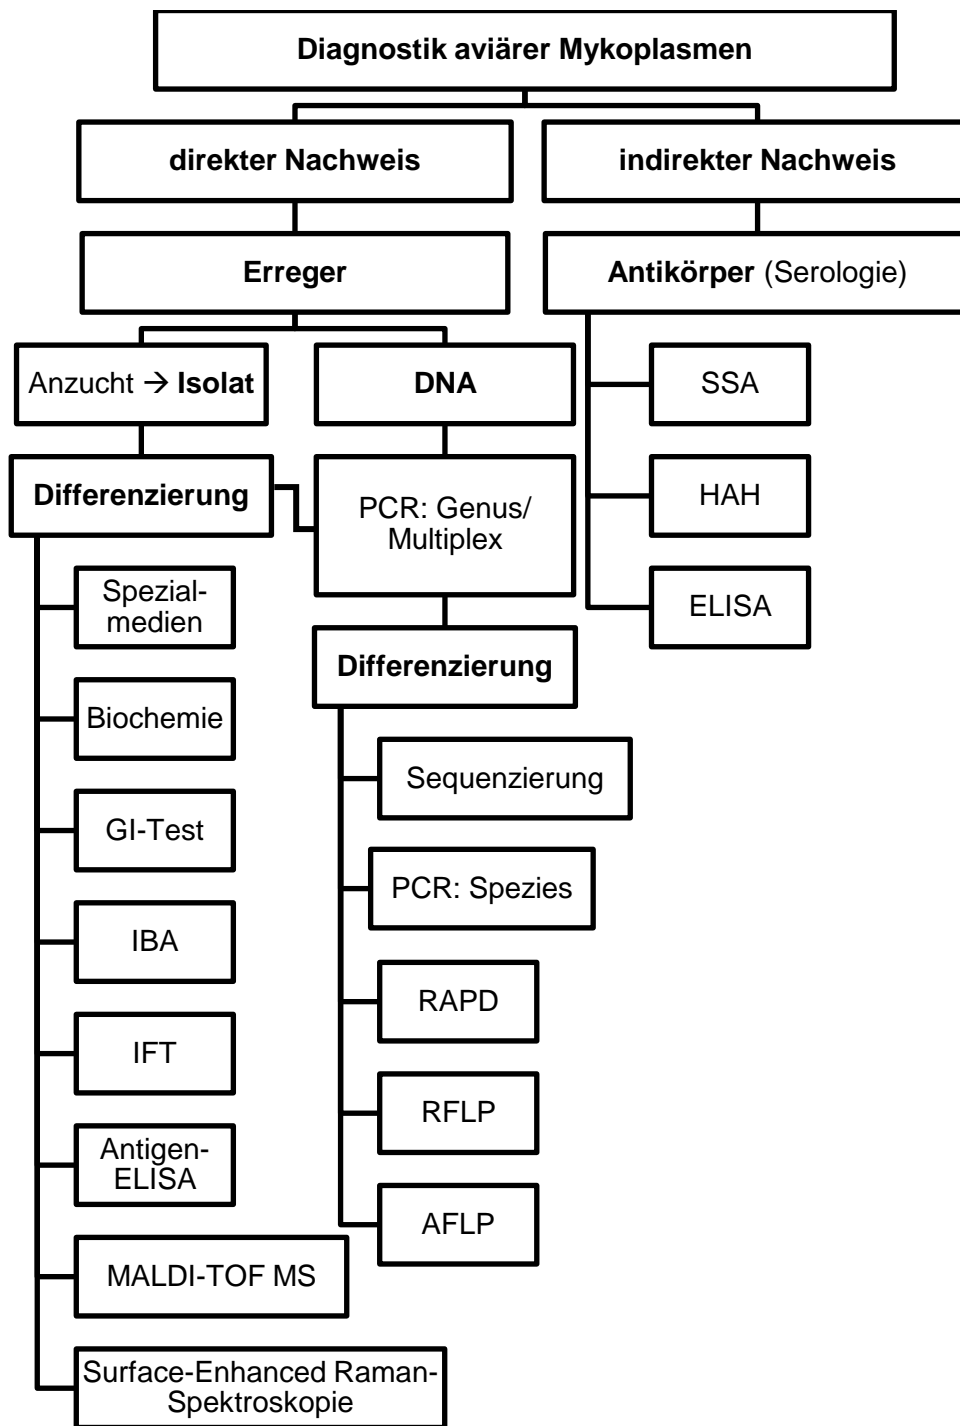 Diagnostik aviärer Mykoplasmen
direkter Nachweis
indirekter Nachweis
Erreger
Antikörper (Serologie)
Anzucht → Isolat
DNA
SSA
Differenzierung
PCR: Genus/
Multiplex
HAH
Spezial-
medien
ELISA
Differenzierung
Biochemie
Sequenzierung
GI-Test
PCR: Spezies
IBA
RAPD
IFT
RFLP
Antigen-
ELISA
AFLP
MALDI-TOF MS
Surface-Enhanced Raman-
Spektroskopie